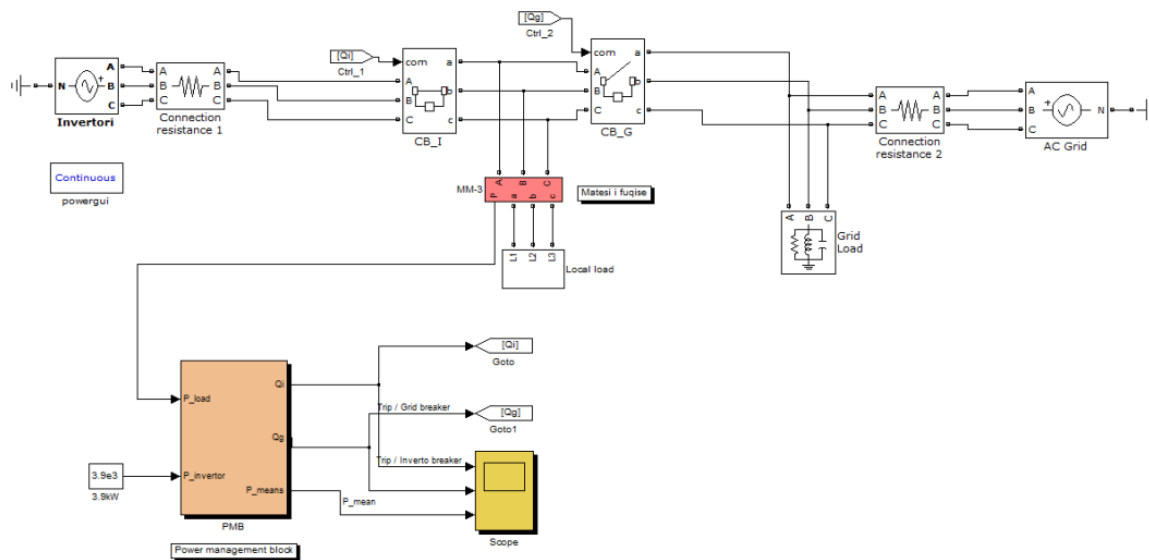 [Qg]
Ctrl_2
[Qi]
Ctrl_1
com a
A
B b
C c
CB_I
com a
A
B b
C c
CB_G
N A
B
C
Invertori
A A
B B
C C
Connection
resistance 1
A A
B B
C C
Connection
resistance 2
A
B N
C
AC Grid
Continuous
powergui
MM-3
A B C
P a b c
Matesi i fuqise
L1 L2 L3
Local load
A B C
Grid
Load
[Qi]
Goto
Trip / Grid breaker
[Qg]
Goto1
Trip / Inverto breaker
P_mean
Scope
Qi
P_load
Qg
P_invertor
P_means
PMB
3.9e3
3.9kW
Power management block